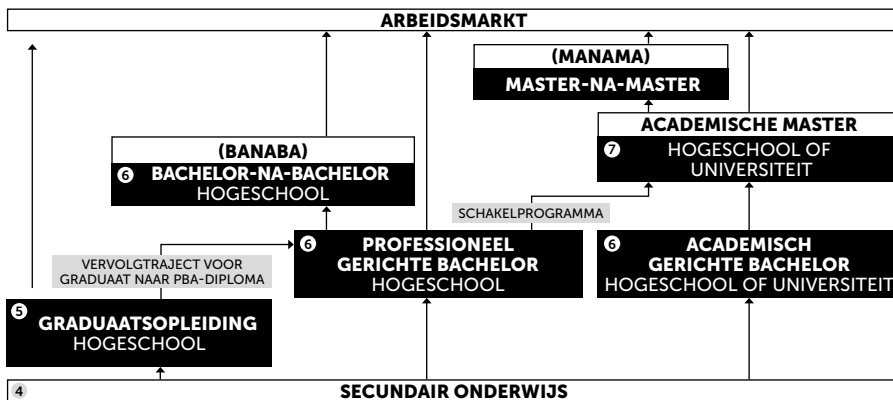 ARBEIDSMARKT
(MANAMA)
MASTER-NA-MASTER
ACADEMISCHE MASTER
7 HOGESCHOOL OF
UNIVERSITEIT
(BANABA)
6 BACHELOR-NA-BACHELOR
HOGESCHOOL
SCHAKELPROGRAMMA
VERVOLGTRAJECT VOOR
GRADUAAT NAAR PBA-DIPLOMA
6 PROFESSIONEEL
GERICHTE BACHELOR
HOGESCHOOL
6 ACADEMISCH
GERICHTE BACHELOR
HOGESCHOOL OF UNIVERSITEIT
5 GRADUAATSOPLEIDING
HOGESCHOOL
4 SECUNDAIR ONDERWIJS